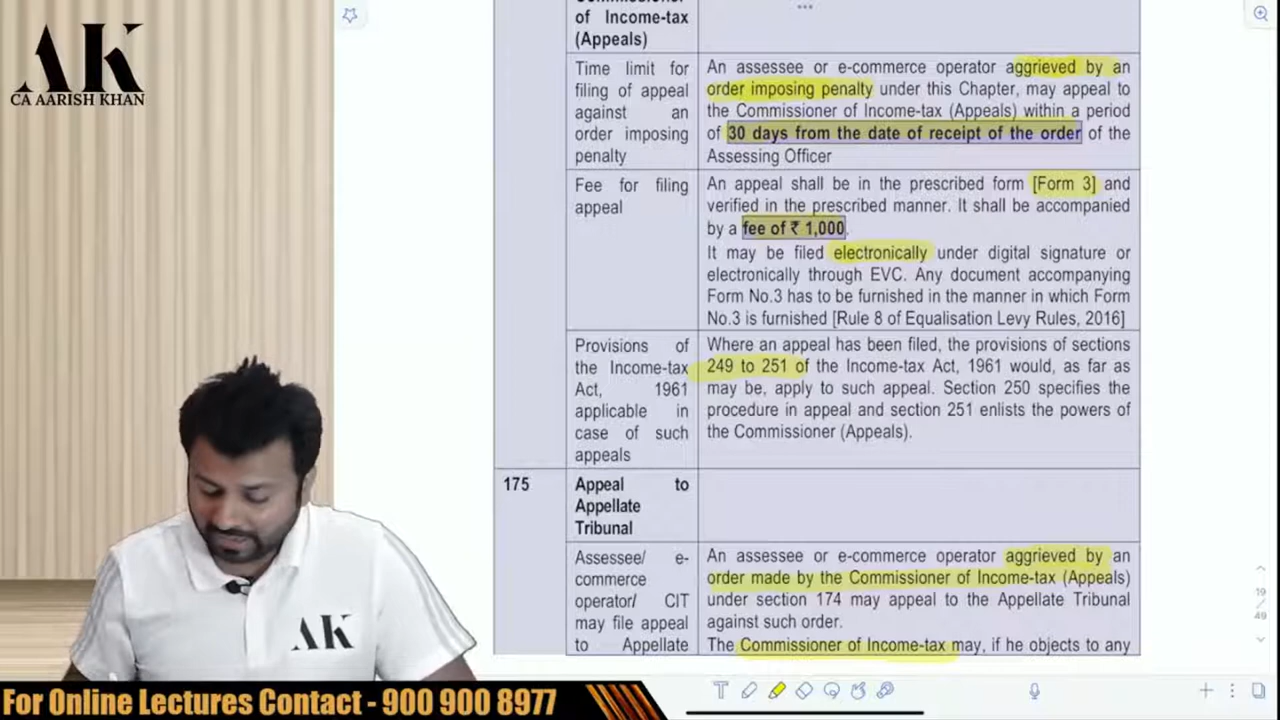 AK
CA AARISH KHAN
Commissioner
of Income-tax
(Appeals)
Time limit for
filing of appeal
against an
order imposing
penalty
An assessee or e-commerce operator aggrieved by an
order imposing penalty under this Chapter, may appeal to
the Commissioner of Income-tax (Appeals) within a period
of 30 days from the date of receipt of the order of the
Assessing Officer
Fee for filing
appeal
An appeal shall be in the prescribed form [Form 3] and
verified in the prescribed manner. It shall be accompanied
by a fee of ₹ 1,000.
It may be filed electronically under digital signature or
electronically through EVC. Any document accompanying
Form No.3 has to be furnished in the manner in which Form
No.3 is furnished [Rule 8 of Equalisation Levy Rules, 2016]
Provisions of
the Income-tax
Act, 1961
applicable in
case of such
appeals
Where an appeal has been filed, the provisions of sections
249 to 251 of the Income-tax Act, 1961 would, as far as
may be, apply to such appeal. Section 250 specifies the
procedure in appeal and section 251 enlists the powers of
the Commissioner (Appeals).
175
Appeal to
Appellate
Tribunal
Assessee/ e-
commerce
operator/ CIT
may file appeal
to Appellate
An assessee or e-commerce operator aggrieved by an
order made by the Commissioner of Income-tax (Appeals)
under section 174 may appeal to the Appellate Tribunal
against such order.
The Commissioner of Income-tax may, if he objects to any
19
/
49
AK
For Online Lectures Contact - 900 900 8977